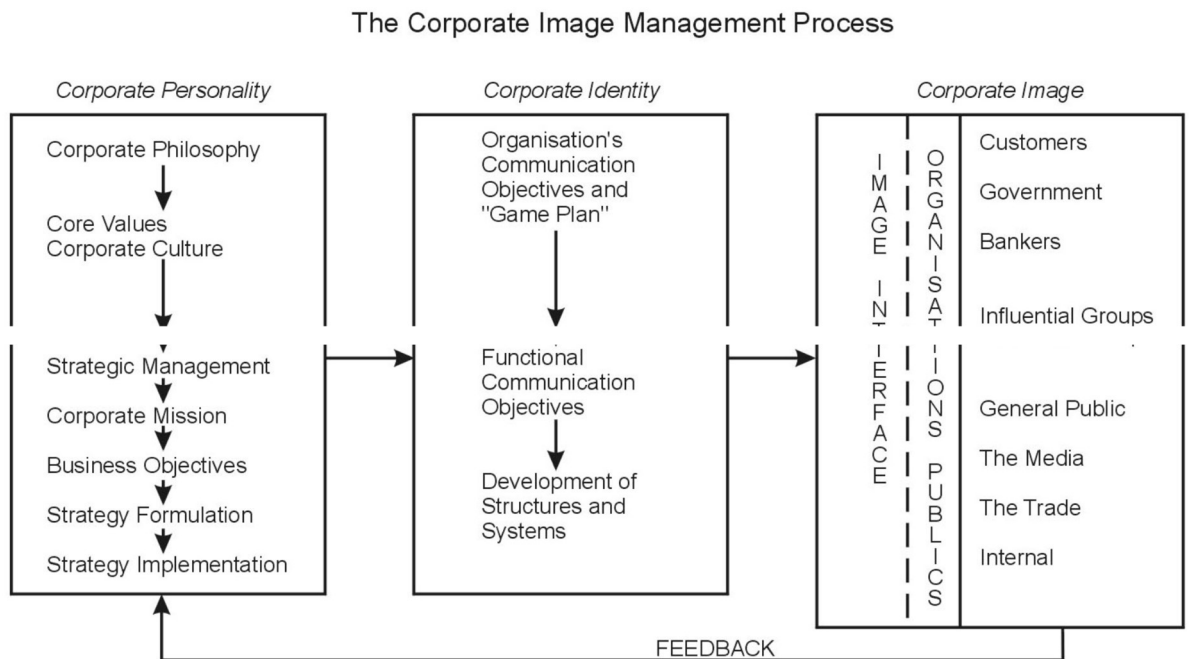 The Corporate Image Management Process
Corporate Personality
Corporate Philosophy
Core Values
Corporate Culture
Strategic Management
Corporate Mission
Business Objectives
Strategy Formulation
Strategy Implementation
Corporate Identity
Organisation's
Communication
Objectives and
"Game Plan"
Functional
Communication
Objectives
Development of
Structures and
Systems
Corporate Image
IMAGE INTERFACE
ORGANISATIONS PUBLICS
Customers
Government
Bankers
Influential Groups
General Public
The Media
The Trade
Internal
FEEDBACK